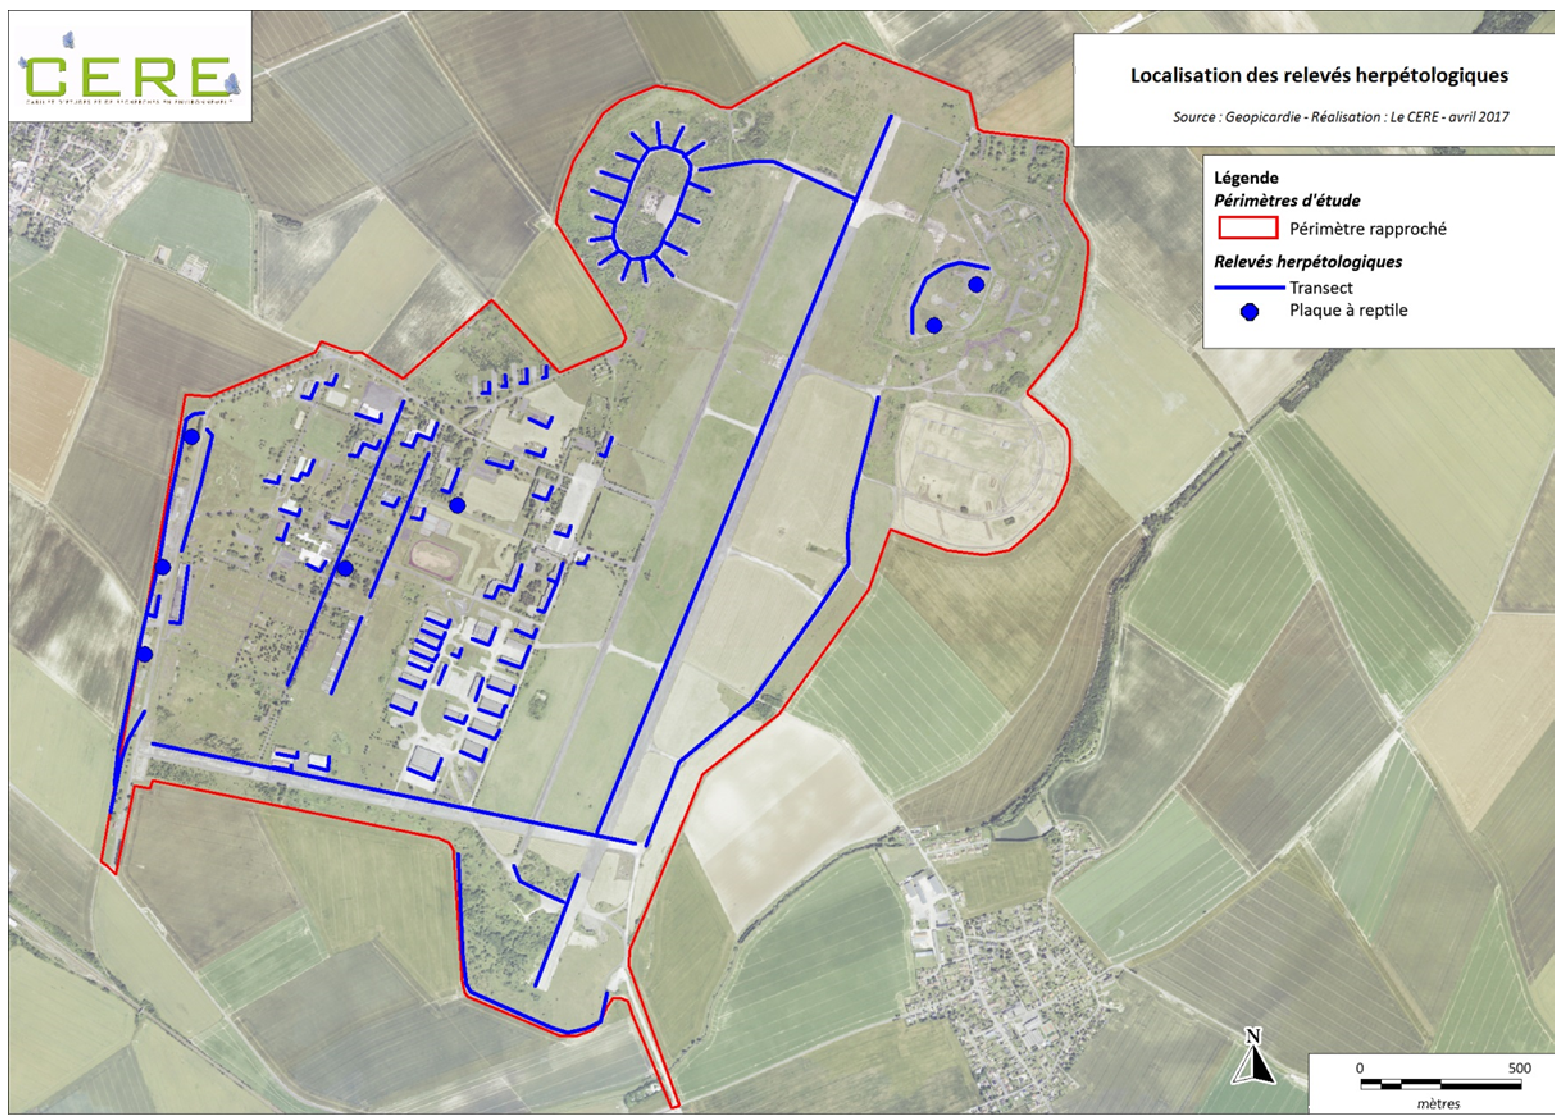 CERE
Localisation des relevés herpétologiques
Source : Geopicardie - Réalisation : Le CERE - avril 2017
Légende
Périmètres d'étude
Périmètre rapproché
Relevés herpétologiques
Transect
Plaque à reptile
N
0 500
mètres